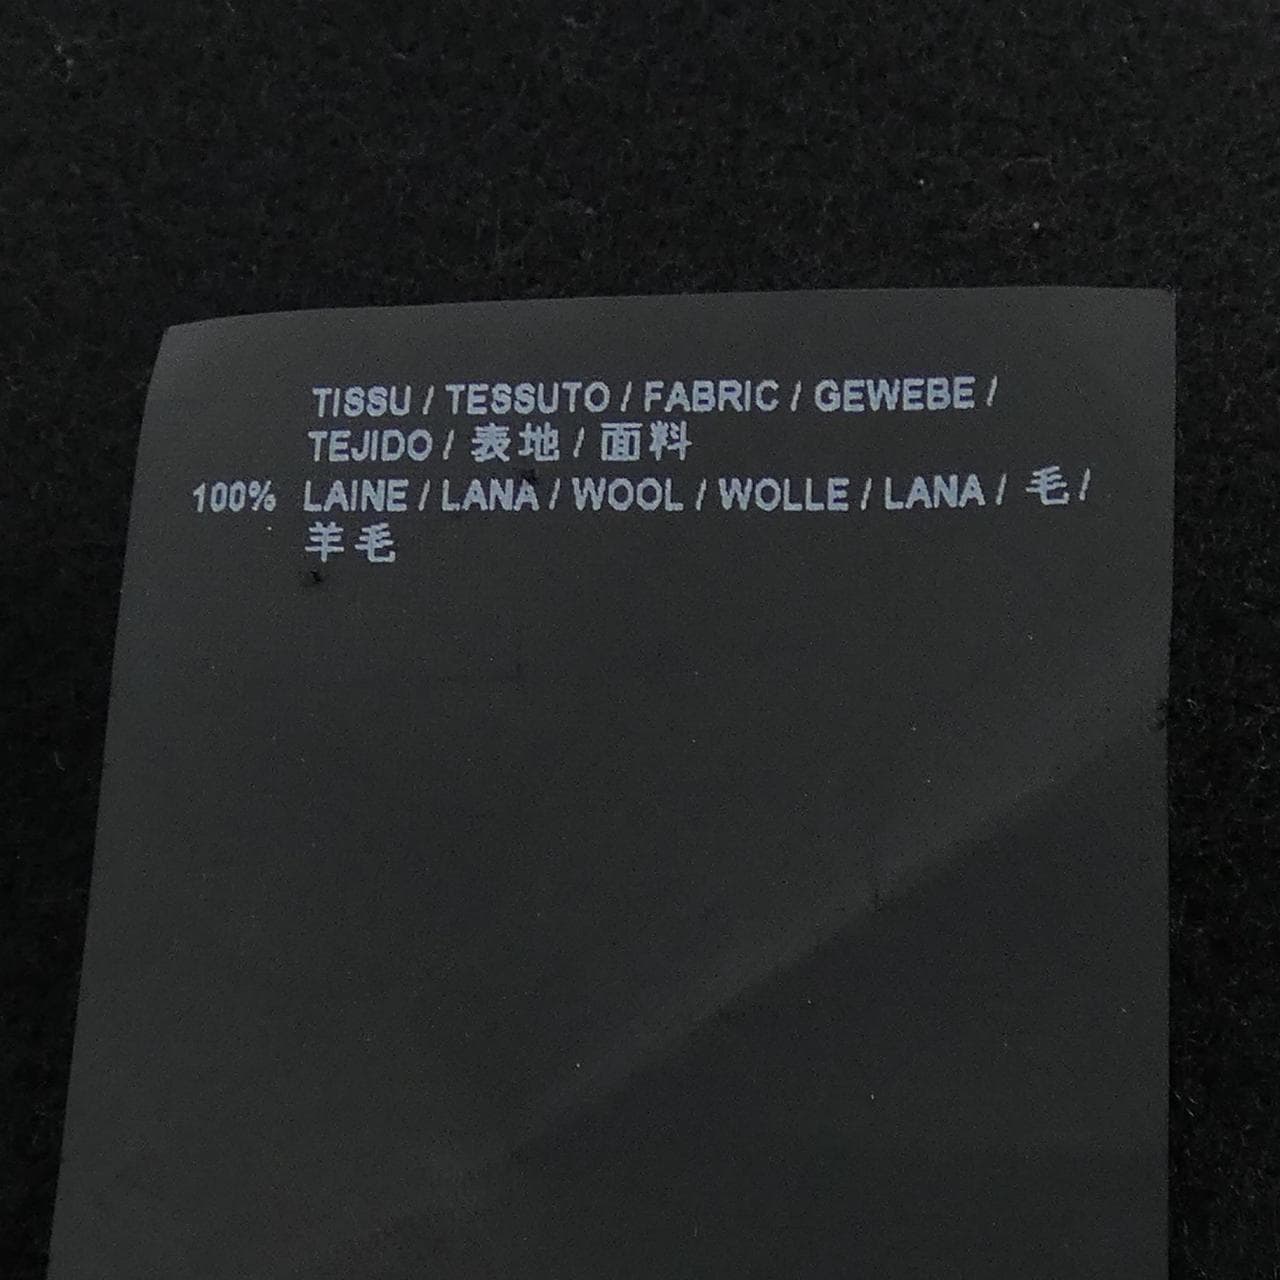 TISSU / TESSUTO / FABRIC / GEWEBE /
TEJIDO / 表地 / 面料
100% LAINE / LANA / WOOL / WOLLE / LANA / 毛 /
羊毛